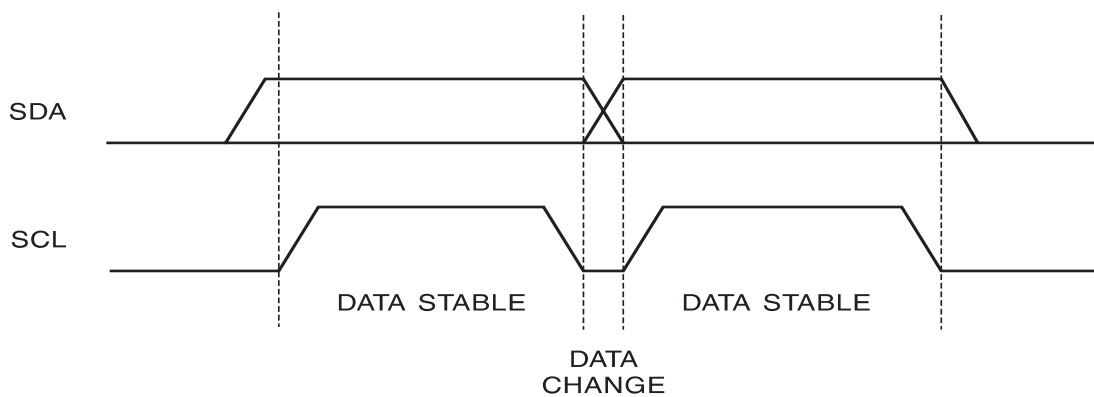 SDA
SCL
DATA STABLE
DATA STABLE
DATA
CHANGE